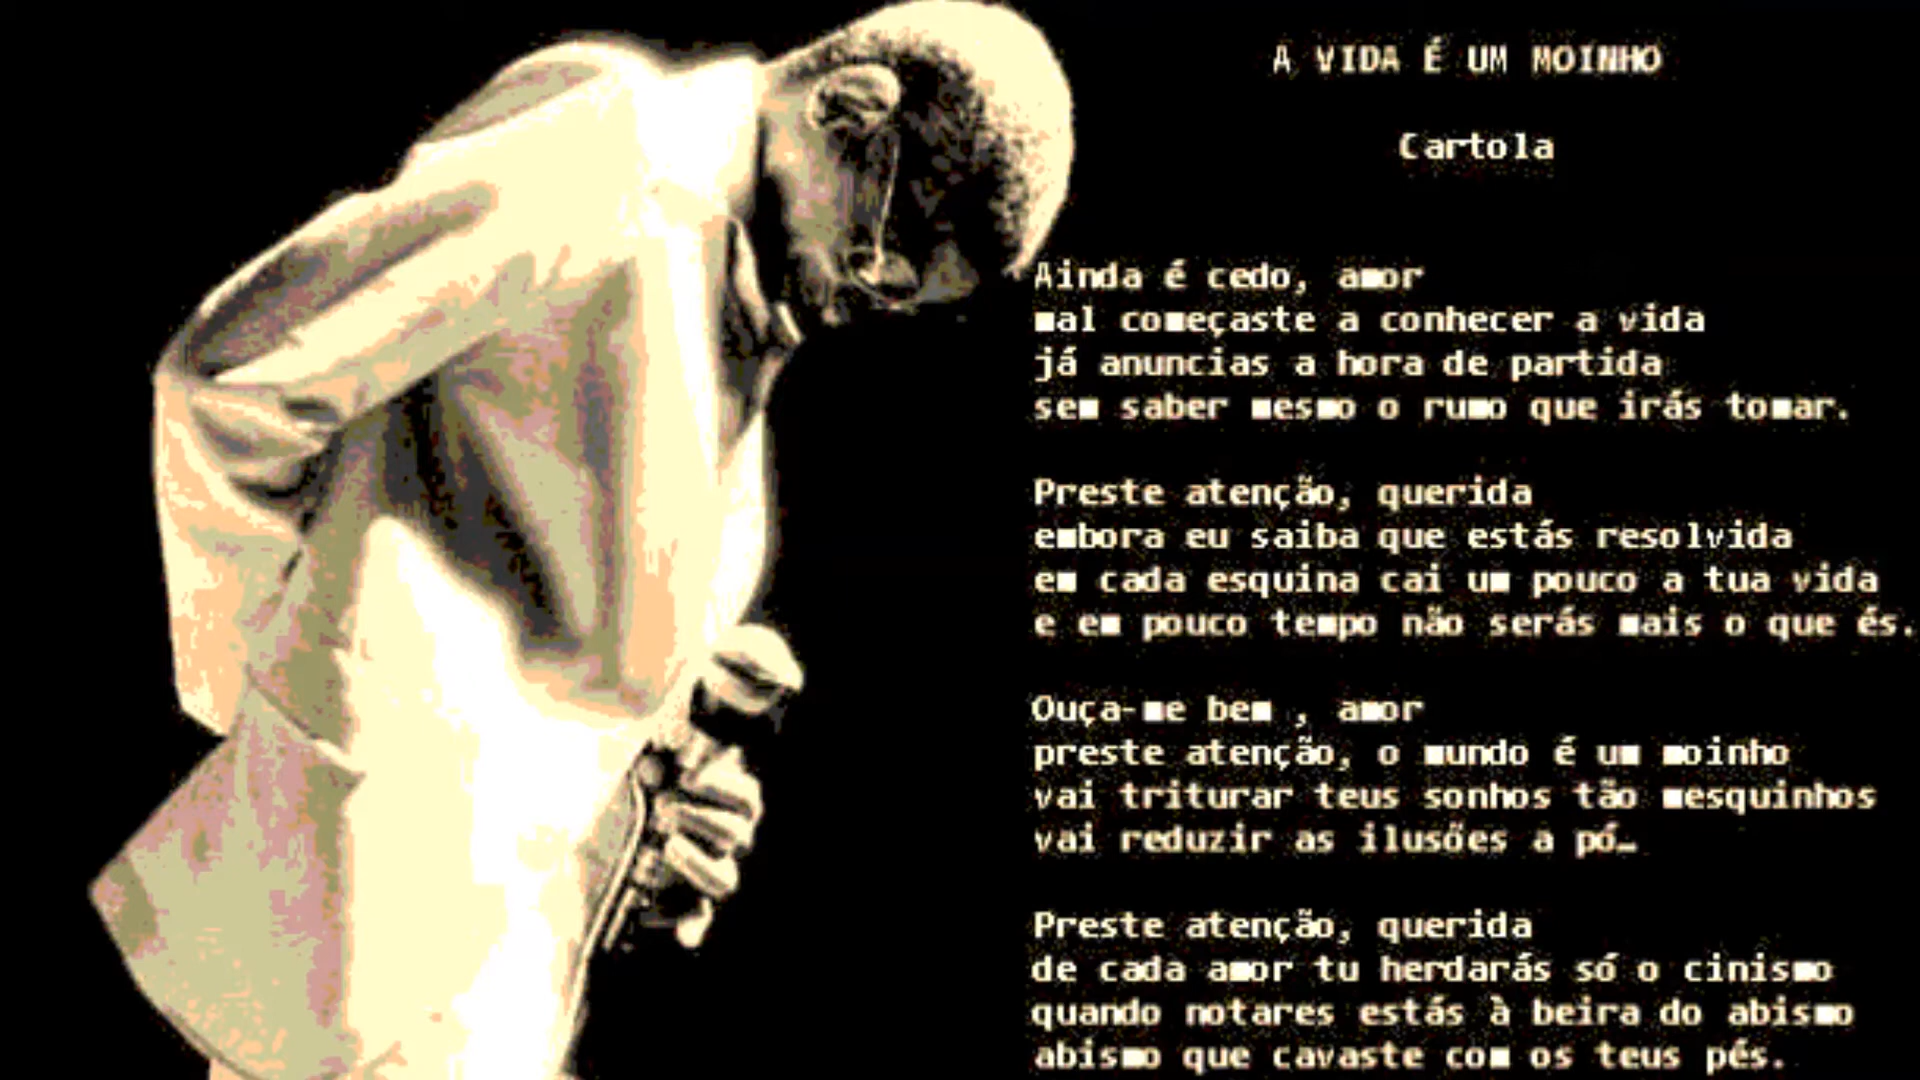 A VIDA É UM MOINHO
Cartola
Ainda é cedo, amor
mal começaste a conhecer a vida
já anuncias a hora de partida
sem saber mesmo o rumo que irás tomar.
Preste atenção, querida
embora eu saiba que estás resolvida
em cada esquina cai um pouco a tua vida
e em pouco tempo não serás mais o que és.
Ouça-me bem , amor
preste atenção, o mundo é um moinho
vai triturar teus sonhos tão mesquinhos
vai reduzir as ilusões a pó…
Preste atenção, querida
de cada amor tu herdarás só o cinismo
quando notares estás à beira do abismo
abismo que cavaste com os teus pés.